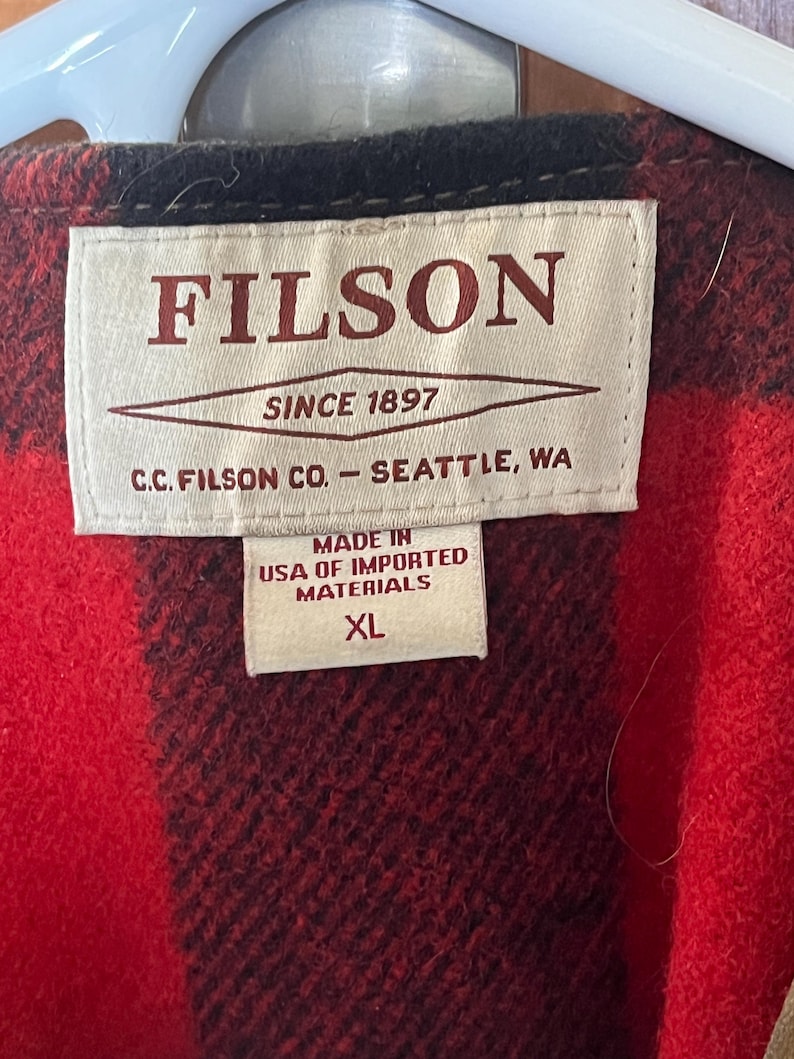 FILSON
SINCE 1897
C.C. FILSON CO. – SEATTLE, WA
MADE IN
USA OF IMPORTED
MATERIALS
XL